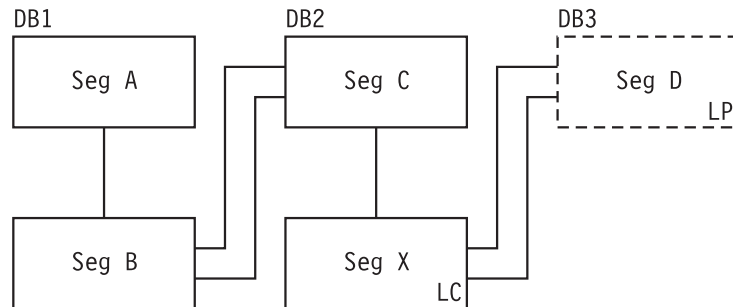 DB1 DB2 DB3
Seg A Seg C Seg D
LP
Seg B Seg X
LC